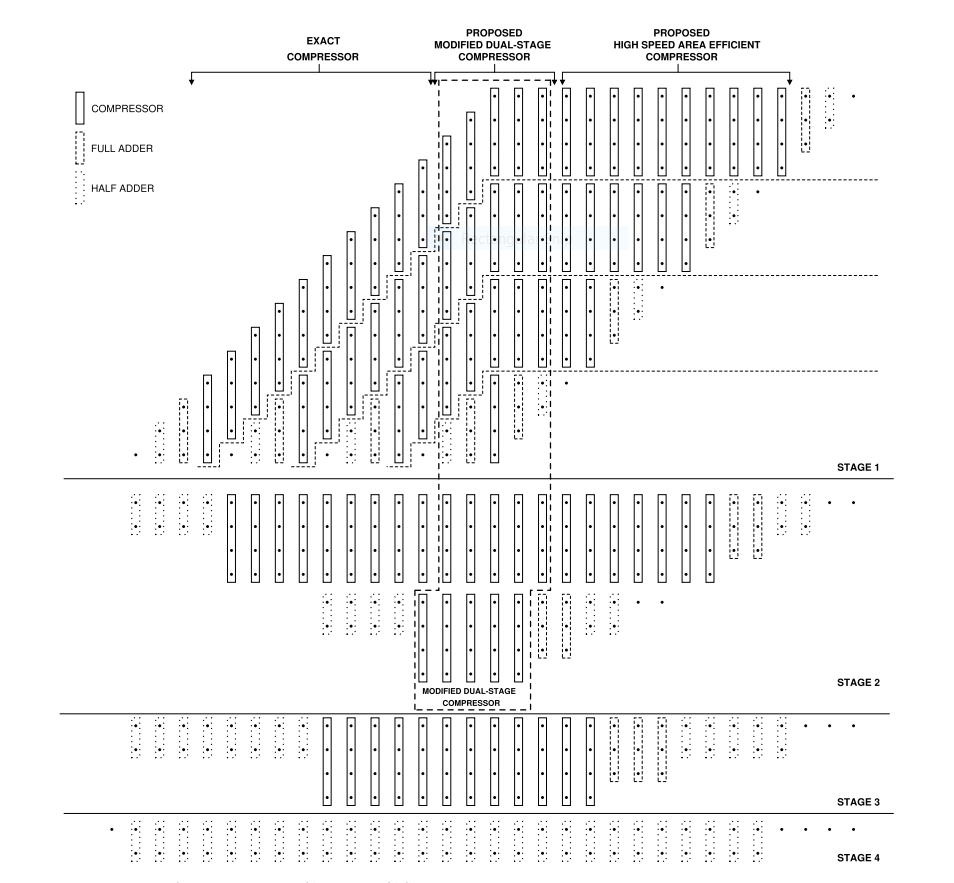 EXACT
COMPRESSOR
PROPOSED
MODIFIED DUAL-STAGE
COMPRESSOR
PROPOSED
HIGH SPEED AREA EFFICIENT
COMPRESSOR
COMPRESSOR
FULL ADDER
HALF ADDER
STAGE 1
MODIFIED DUAL-STAGE
COMPRESSOR
STAGE 2
STAGE 3
STAGE 4